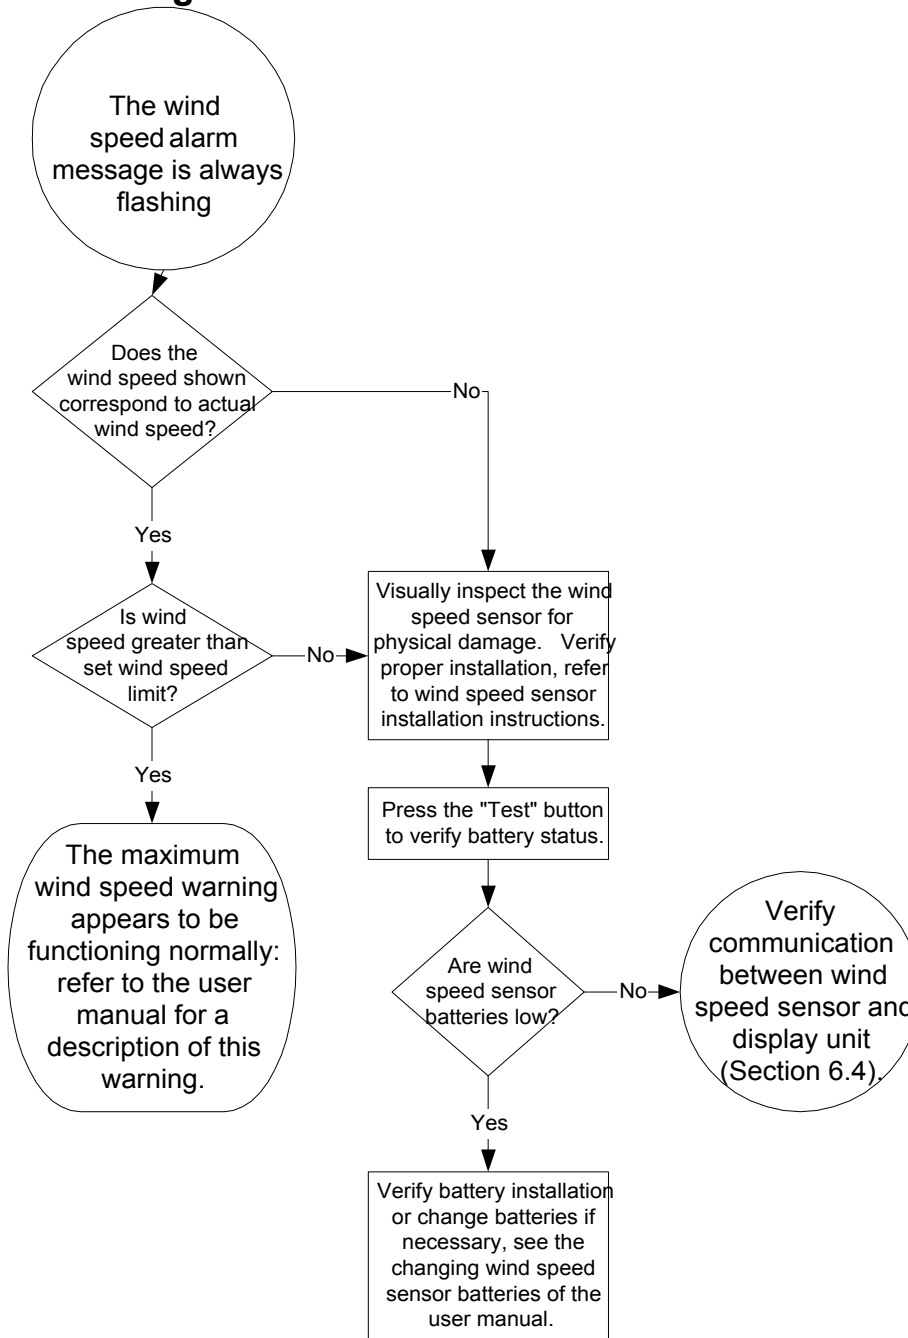 The wind
speed alarm
message is always
flashing
Does the
wind speed shown
correspond to actual
wind speed?
No
Yes
Is wind
speed greater than
set wind speed
limit?
No
Visually inspect the wind
speed sensor for
physical damage. Verify
proper installation, refer
to wind speed sensor
installation instructions.
Yes
Press the "Test" button
to verify battery status.
The maximum
wind speed warning
appears to be
functioning normally:
refer to the user
manual for a
description of this
warning.
Are wind
speed sensor
batteries low?
No
Verify
communication
between wind
speed sensor and
display unit
(Section 6.4).
Yes
Verify battery installation
or change batteries if
necessary, see the
changing wind speed
sensor batteries of the
user manual.